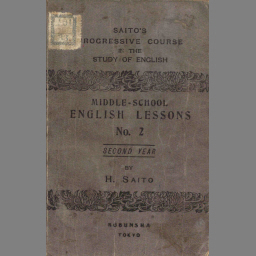 SAITO'S
PROGRESSIVE COURSE
IN THE
STUDY OF ENGLISH
MIDDLE-SCHOOL
ENGLISH LESSONS
No. 2
SECOND YEAR
BY
H. SAITO
KOBUNSHA
TOKYO